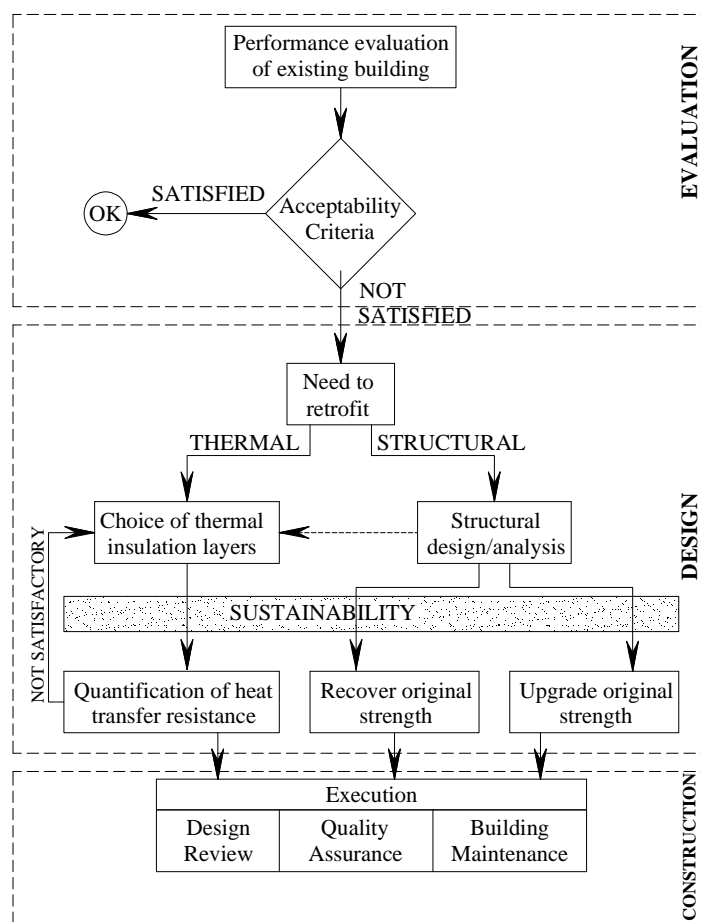 Performance evaluation
of existing building
EVALUATION
SATISFIED
OK
Acceptability
Criteria
NOT
SATISFIED
Need to
retrofit
THERMAL
STRUCTURAL
Choice of thermal
insulation layers
Structural
design/analysis
DESIGN
NOT SATISFACTORY
SUSTAINABILITY
Quantification of heat
transfer resistance
Recover original
strength
Upgrade original
strength
Execution
Design
Review
Quality
Assurance
Building
Maintenance
CONSTRUCTION